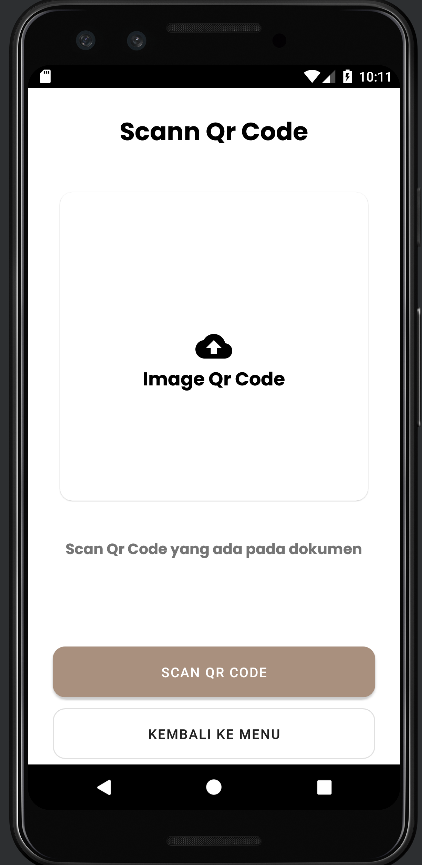 10:11
Scann Qr Code
Image Qr Code
Scan Qr Code yang ada pada dokumen
SCAN QR CODE
KEMBALI KE MENU